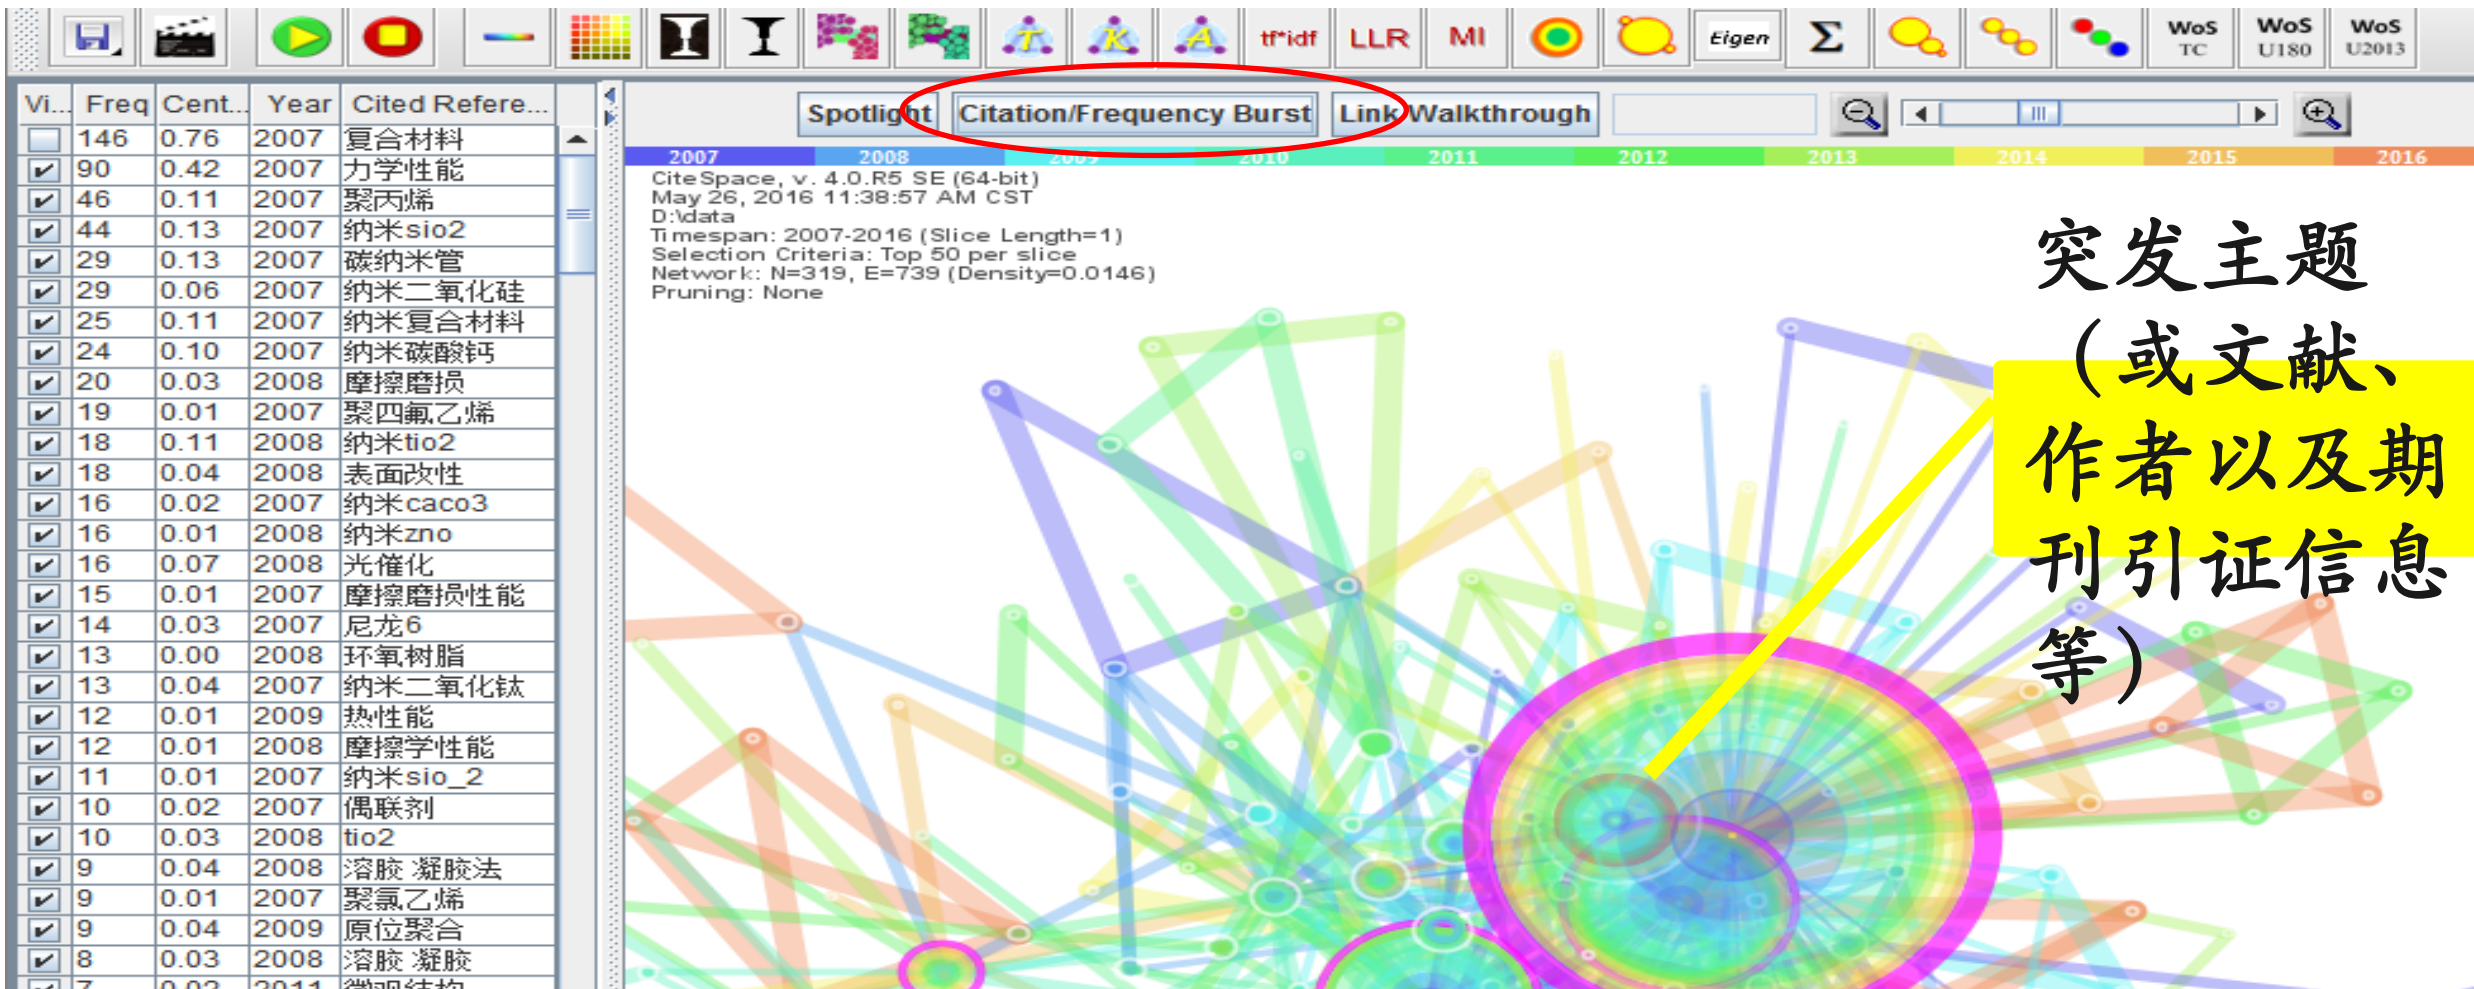 T K A tf*idf LLR MI Eigen Σ WoS TC WoS U180 WoS U2013
Vi... Freq Cent... Year Cited Refere...
146 0.76 2007 复合材料
90 0.42 2007 力学性能
46 0.11 2007 聚丙烯
44 0.13 2007 纳米sio2
29 0.13 2007 碳纳米管
29 0.06 2007 纳米二氧化硅
25 0.11 2007 纳米复合材料
24 0.10 2007 纳米碳酸钙
20 0.03 2008 摩擦磨损
19 0.01 2007 聚四氟乙烯
18 0.11 2008 纳米tio2
18 0.04 2008 表面改性
16 0.02 2007 纳米caco3
16 0.01 2008 纳米zno
16 0.07 2008 光催化
15 0.01 2007 摩擦磨损性能
14 0.03 2007 尼龙6
13 0.00 2008 环氧树脂
13 0.04 2007 纳米二氧化钛
12 0.01 2009 热性能
12 0.01 2008 摩擦学性能
11 0.01 2007 纳米sio_2
10 0.02 2007 偶联剂
10 0.03 2008 tio2
9 0.04 2008 溶胶 凝胶法
9 0.01 2007 聚氯乙烯
9 0.04 2009 原位聚合
8 0.03 2008 溶胶 凝胶
7 0.02 2011 微观结构
Spotlight Citation/Frequency Burst Link Walkthrough
2007 2008 2009 2010 2011 2012 2013 2014 2015 2016
CiteSpace, v. 4.0.R5 SE (64-bit)
May 26, 2016 11:38:57 AM CST
D:\data
Timespan: 2007-2016 (Slice Length=1)
Selection Criteria: Top 50 per slice
Network: N=319, E=739 (Density=0.0146)
Pruning: None
突发主题
（或文献、
作者以及期
刊引证信息
等）